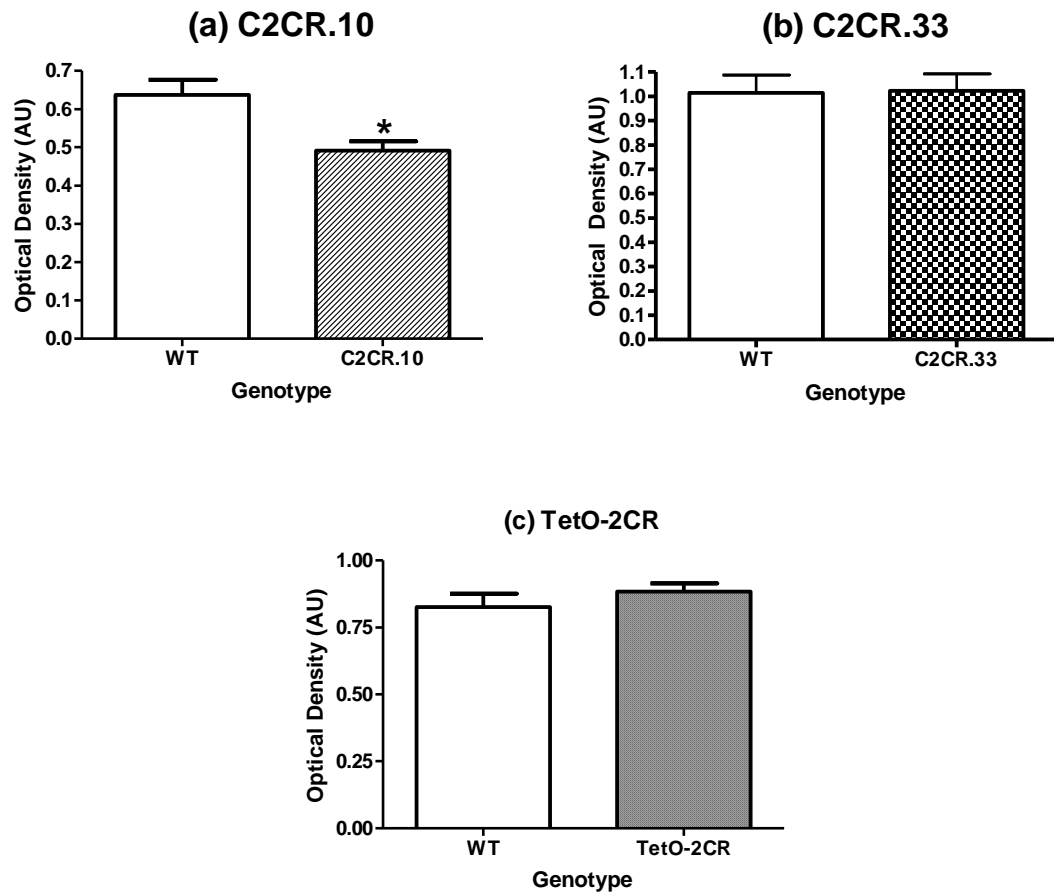 (a) C2CR.10
Optical Density (AU)
0.7
0.6
0.5
0.4
0.3
0.2
0.1
0.0
*
WT
C2CR.10
Genotype
(b) C2CR.33
Optical Density (AU)
1.1
1.0
0.9
0.8
0.7
0.6
0.5
0.4
0.3
0.2
0.1
0.0
WT
C2CR.33
Genotype
(c) TetO-2CR
Optical Density (AU)
1.00
0.75
0.50
0.25
0.00
WT
TetO-2CR
Genotype